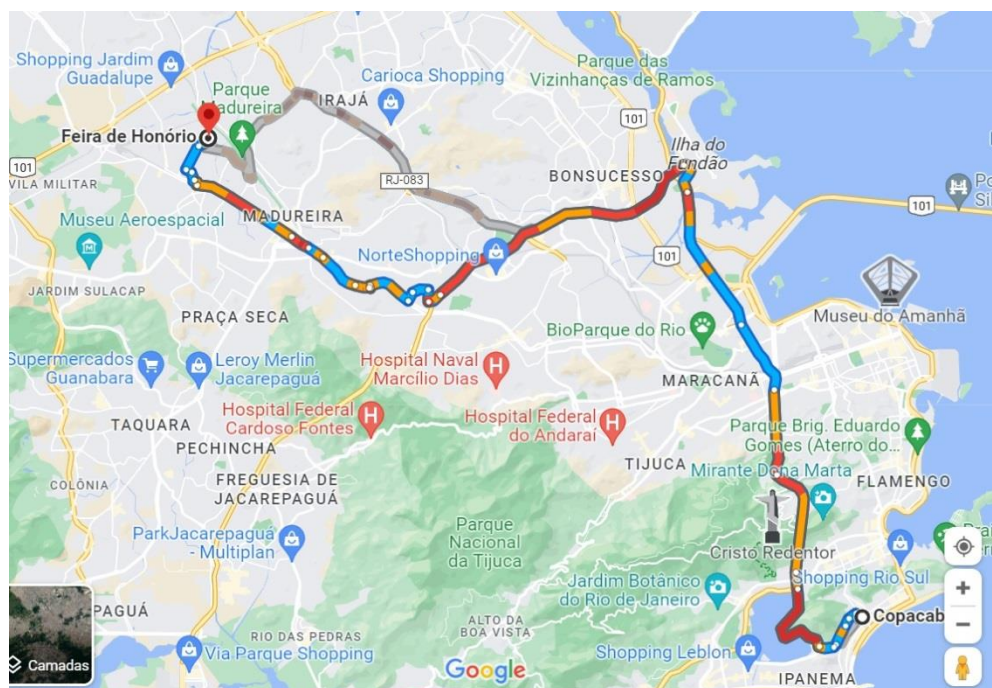 Shopping Jardim
Guadalupe
Parque das
Vizinhanças de Ramos
Carioca Shopping
IRAJÁ
Parque
Madureira
Feira de Honório
101
101
VILA MILITAR
RJ-083
BONSUCESSO
Ilha do
Fundão
101
101
MADUREIRA
Museu Aeroespacial
NorteShopping
JARDIM SULACAP
PRAÇA SECA
BioParque do Rio
Museu do Amanhã
Supermercados
Guanabara
Leroy Merlin
Jacarepaguá
Hospital Naval
Marcílio Dias
MARACANÃ
Hospital Federal
Cardoso Fontes
Hospital Federal
do Andaraí
TAQUARA
PECHINCHA
Parque Brig. Eduardo
Gomes (Aterro do...
TIJUCA
Mirante Dona Marta
COLÔNIA
FREGUESIA DE
JACAREPAGUÁ
FLAMENGO
ParkJacarepaguá
- Multiplan
Parque
Nacional
da Tijuca
Cristo Redentor
Jardim Botânico
do Rio de Janeiro
Shopping Rio Sul
PAGUÁ
RIO DAS PEDRAS
ALTO DA
BOA VISTA
Copacab
Via Parque Shopping
Shopping Leblon
Camadas
Google
IPANEMA